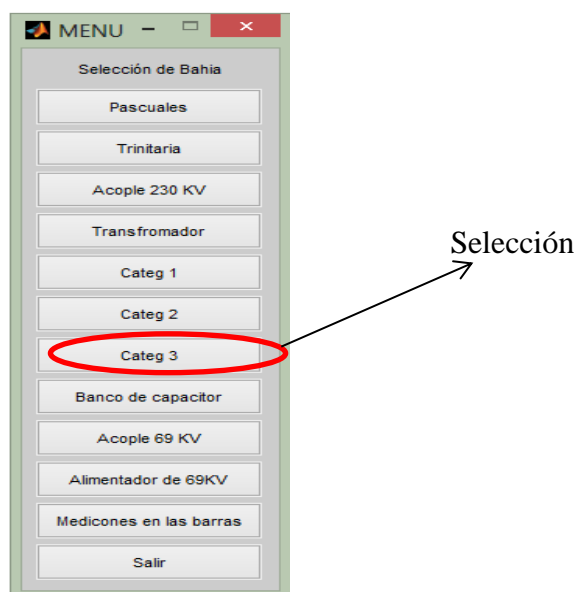 MENU
Selección de Bahia
Pascuales
Trinitaria
Acople 230 KV
Transfromador
Categ 1
Categ 2
Categ 3
Banco de capacitor
Acople 69 KV
Alimentador de 69KV
Medicones en las barras
Salir
Selección